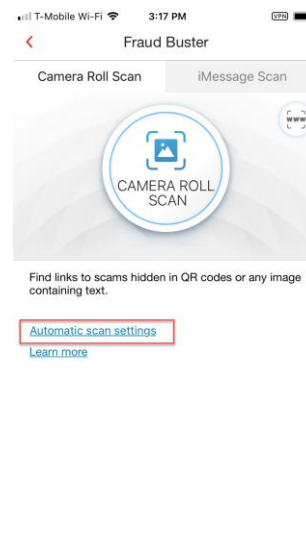 T-Mobile Wi-Fi 3:17 PM VPN
Fraud Buster
Camera Roll Scan iMessage Scan
www
CAMERA ROLL
SCAN
Find links to scams hidden in QR codes or any image
containing text.
Automatic scan settings
Learn more